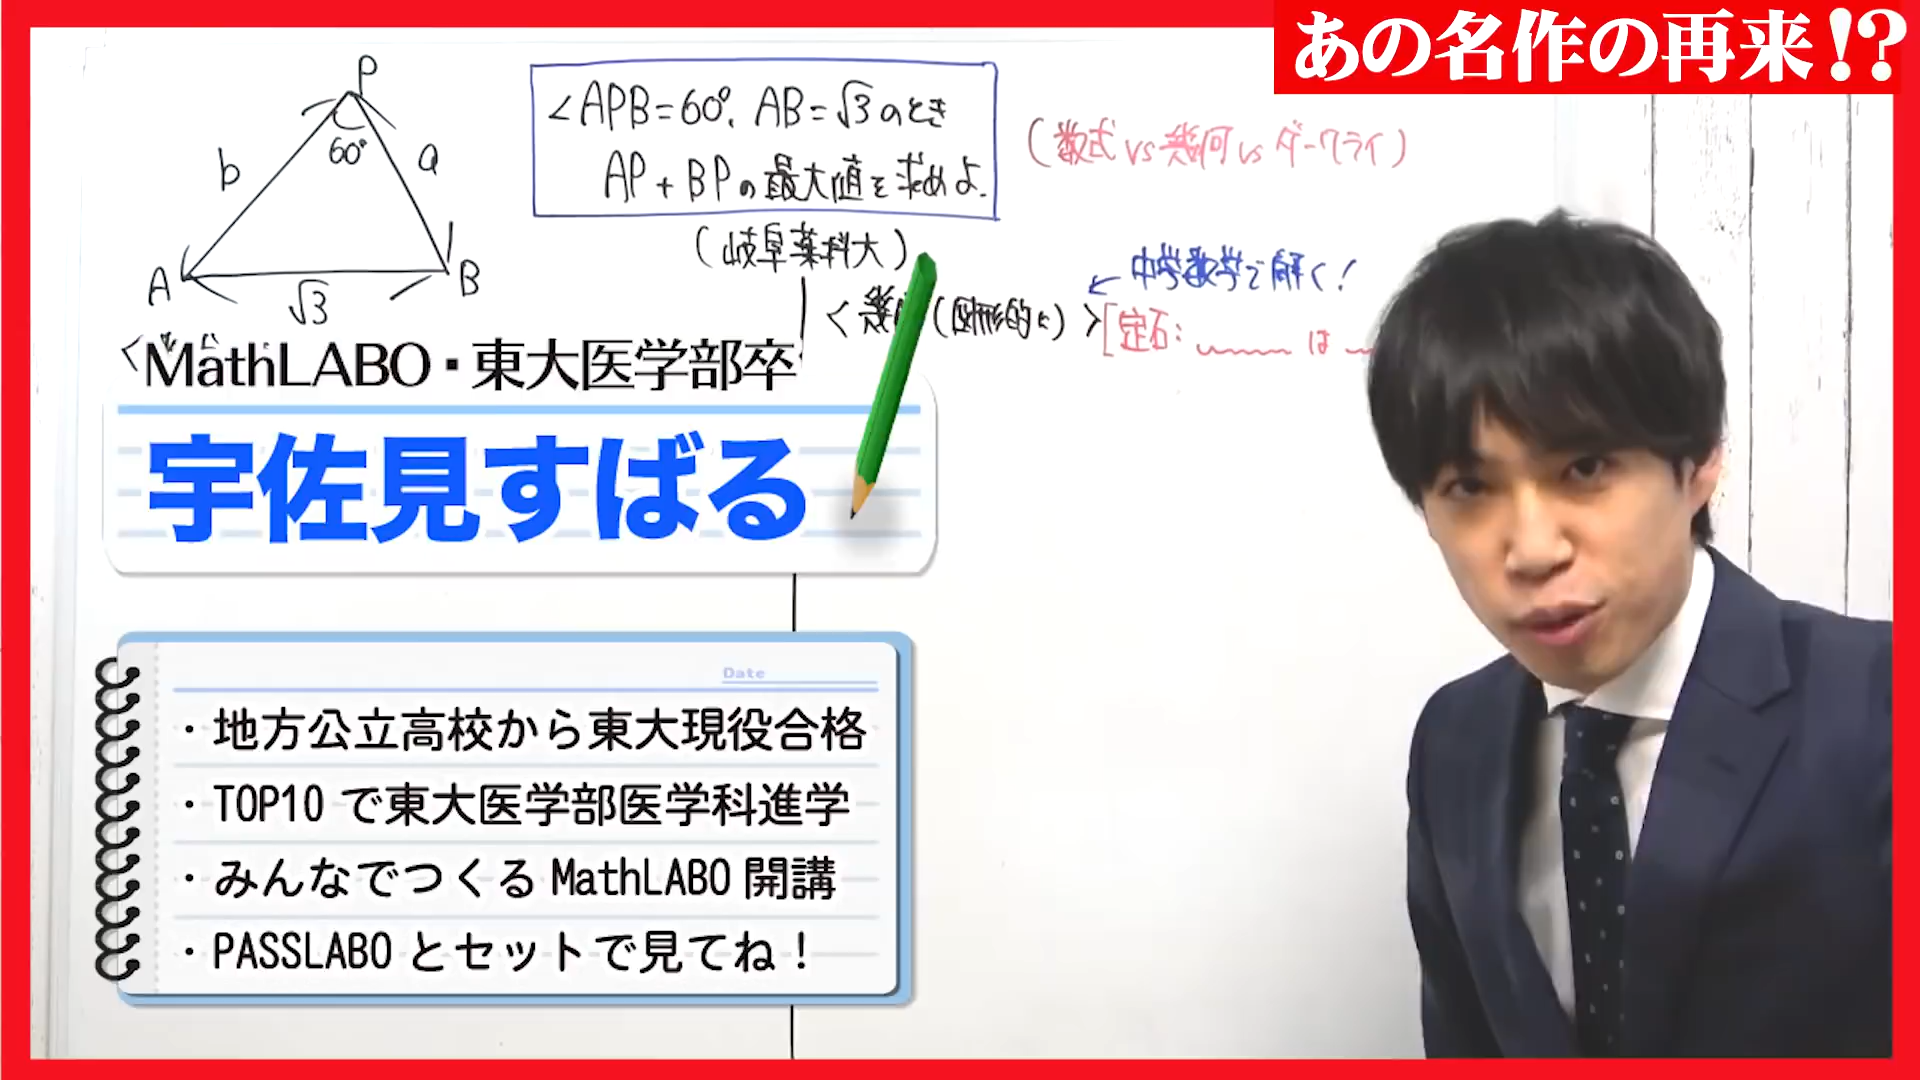 あの名作の再来!?
P
60°
b
a
A
B
√3
∠APB=60°, AB=√3のとき
AP+BPの最大値を求めよ.
(岐阜薬科大)
(数式 vs 幾何 vs ダークライ)
中学数学で解く!
(図形的に)>
[定石:
は
MathLABO・東大医学部卒
宇佐見すばる
Date
・地方公立高校から東大現役合格
・TOP10で東大医学部医学科進学
・みんなでつくるMathLABO開講
・PASSLABOとセットで見てね!